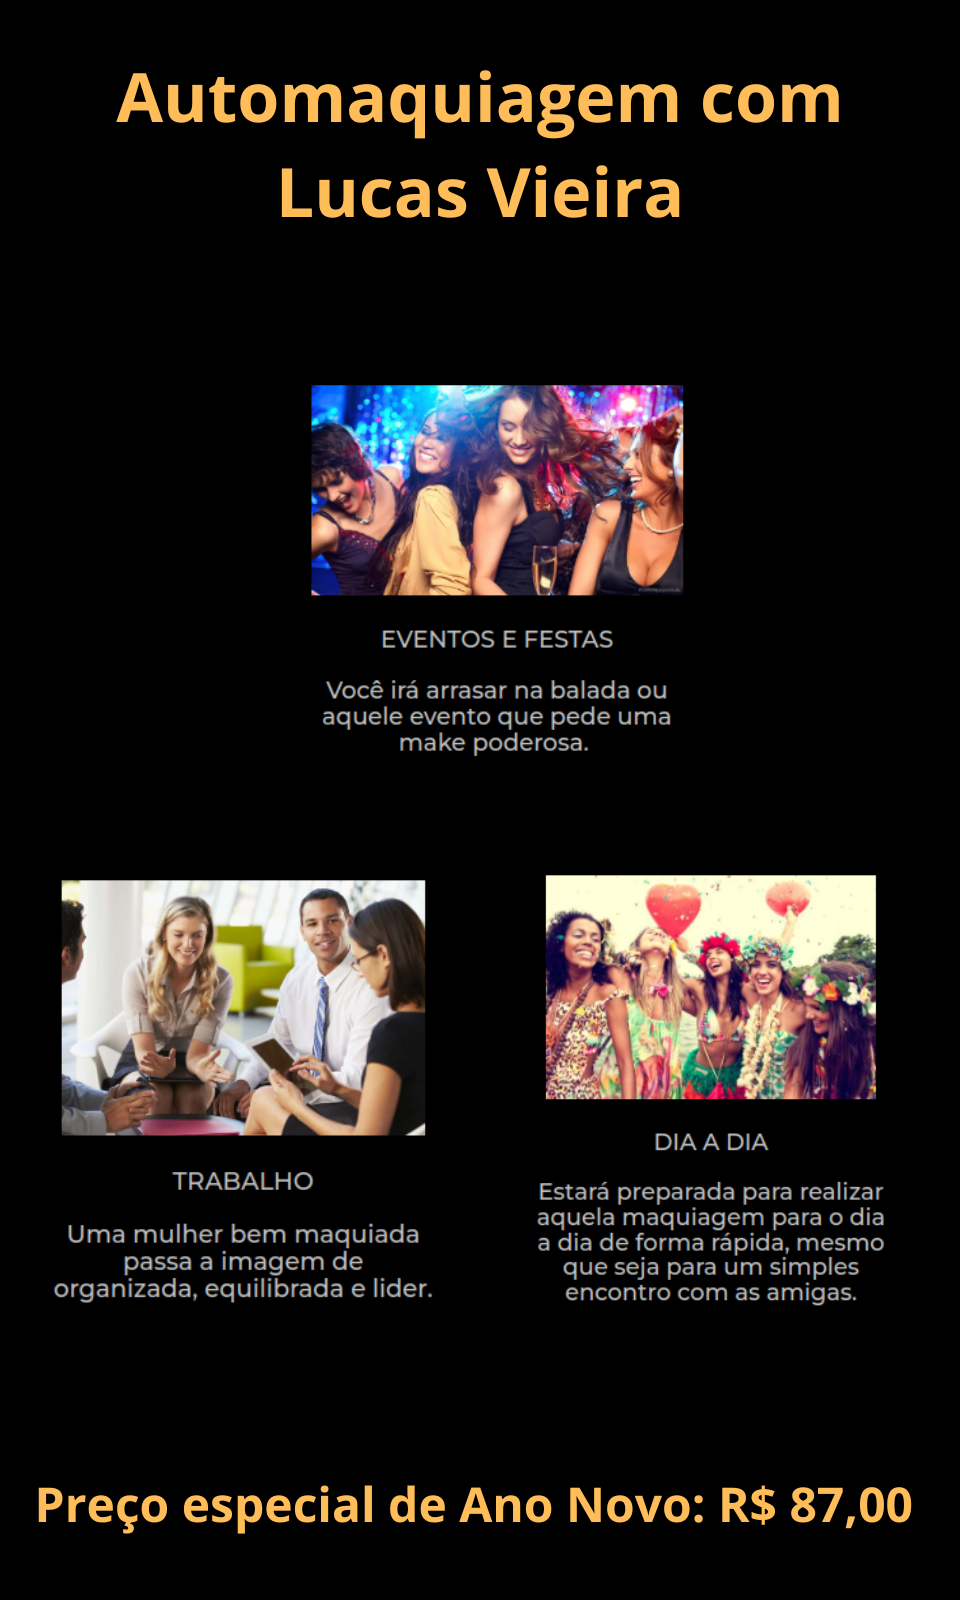 Automaquiagem com
Lucas Vieira
EVENTOS E FESTAS
Você irá arrasar na balada ou
aquele evento que pede uma
make poderosa.
TRABALHO
Uma mulher bem maquiada
passa a imagem de
organizada, equilibrada e lider.
DIA A DIA
Estará preparada para realizar
aquela maquiagem para o dia
a dia de forma rápida, mesmo
que seja para um simples
encontro com as amigas.
Preço especial de Ano Novo: R$ 87,00